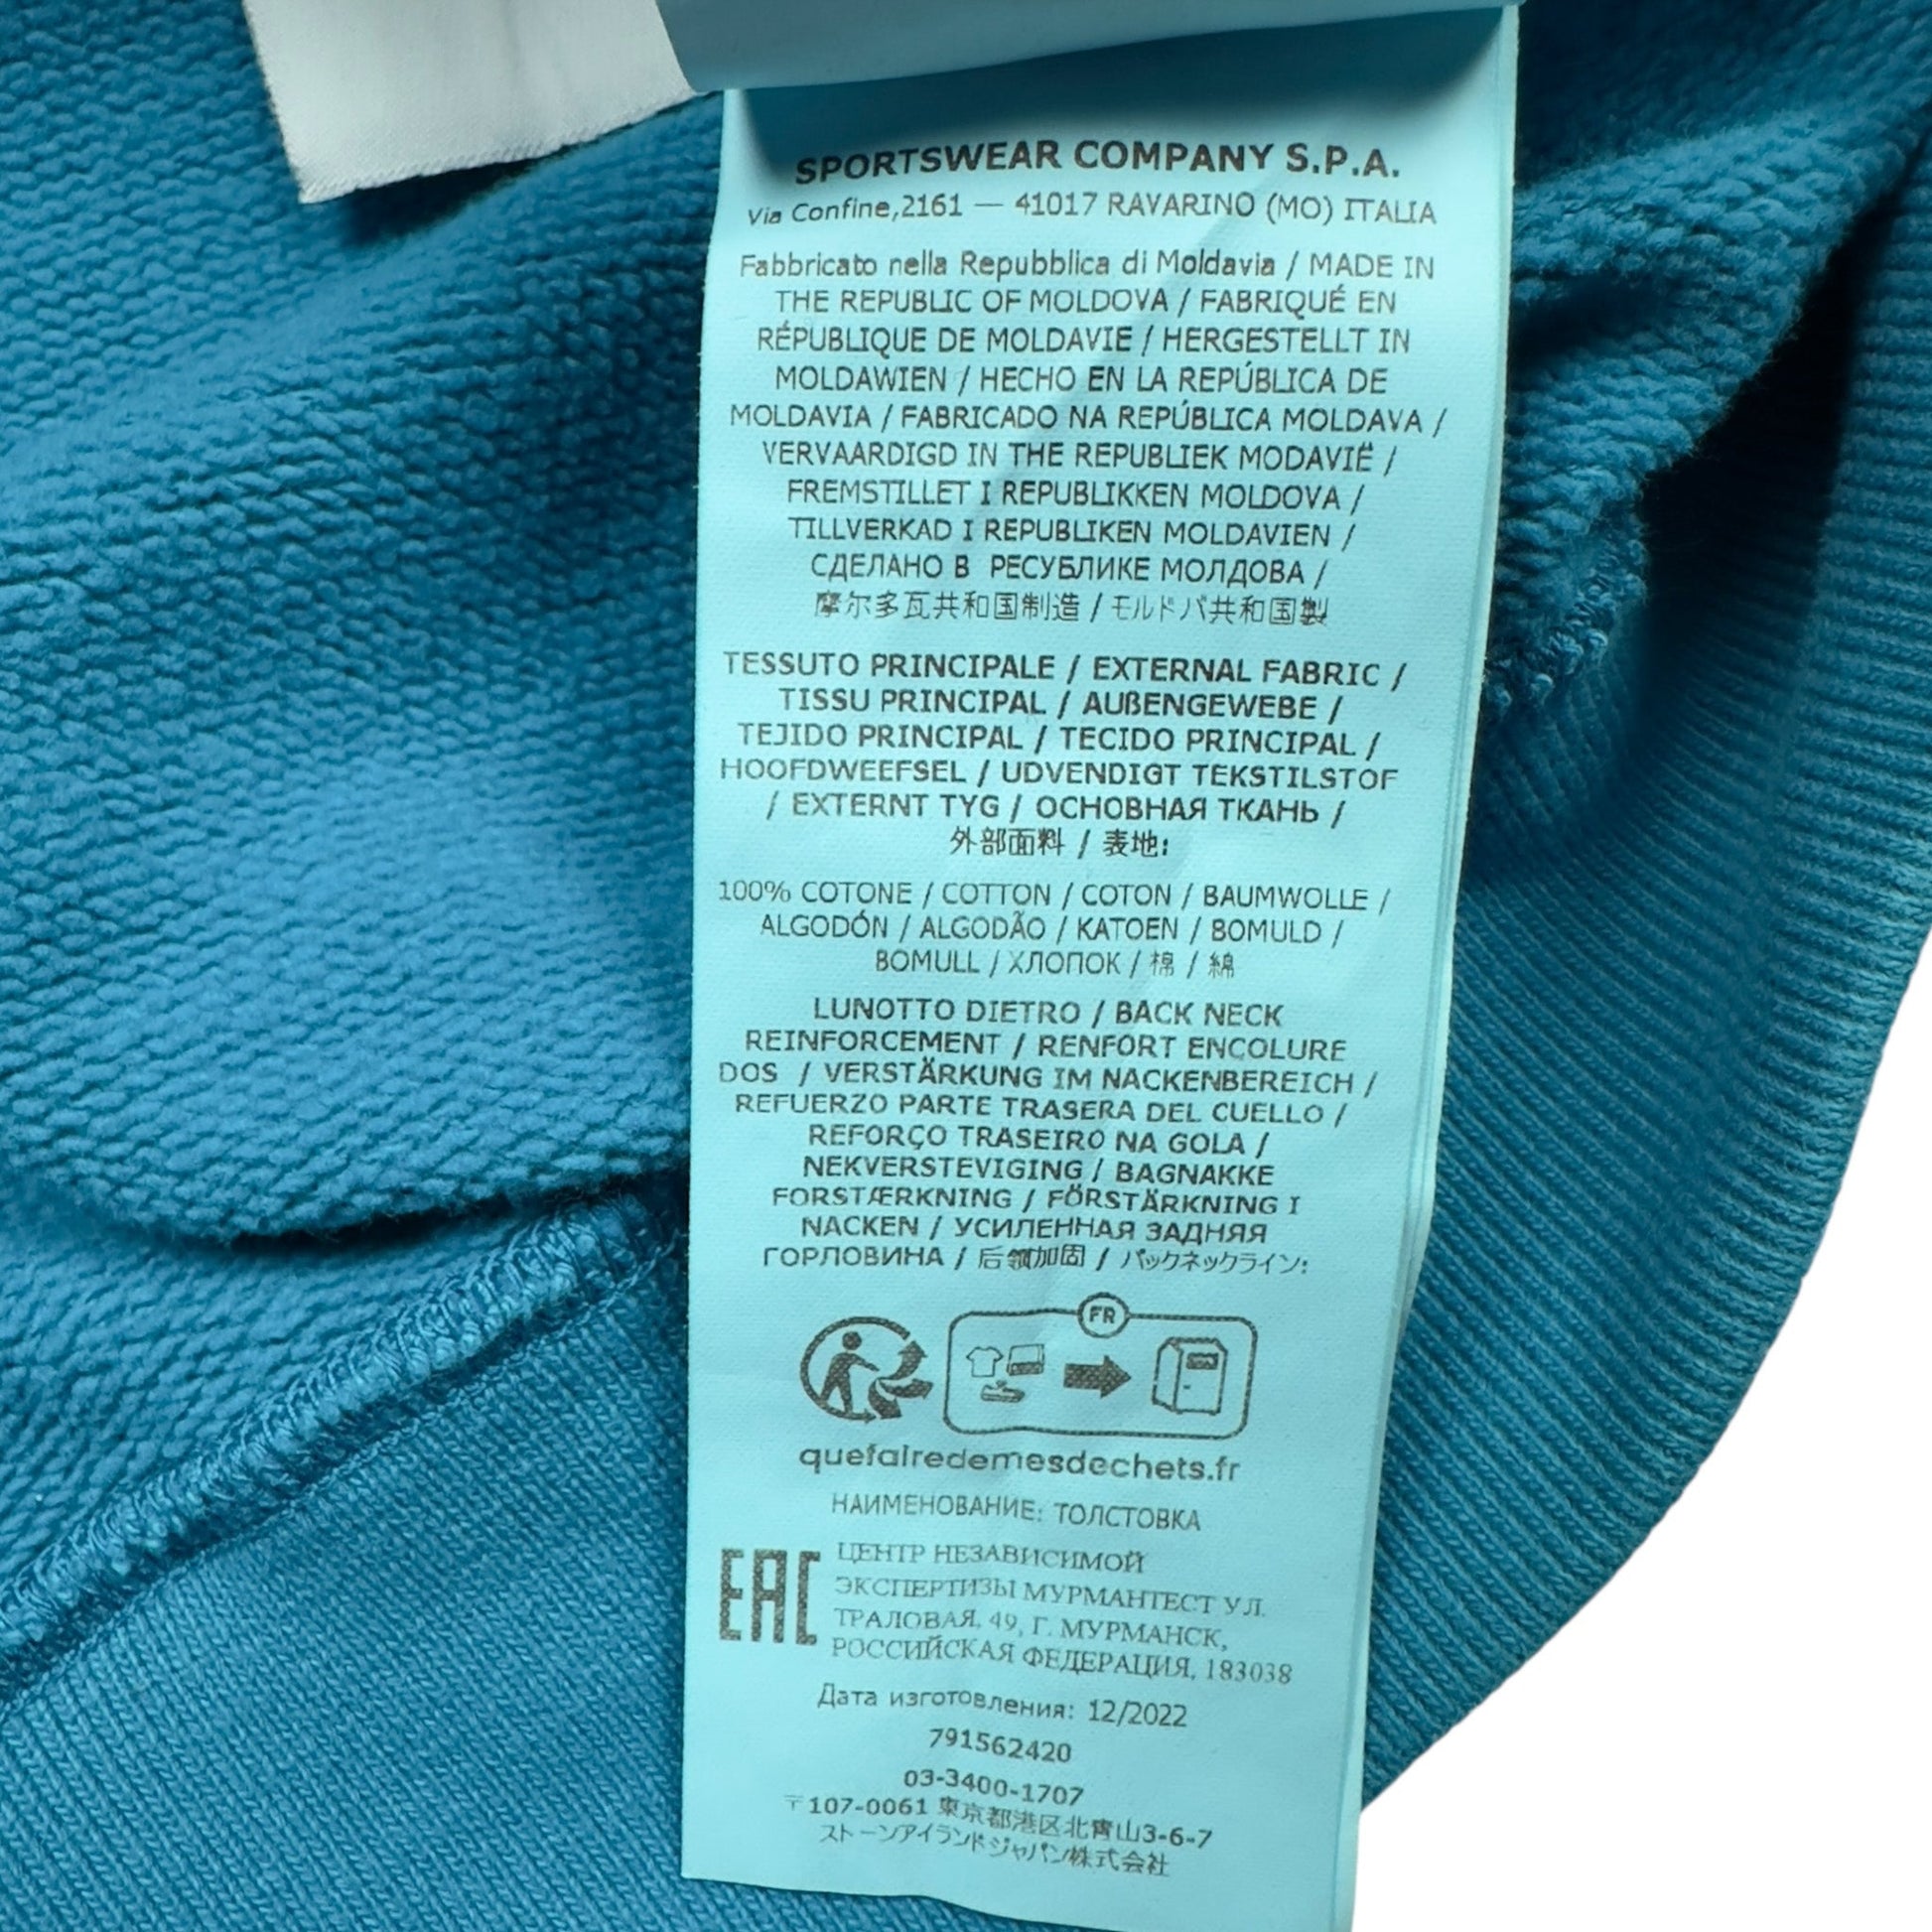 SPORTSWEAR COMPANY S.P.A.
Via Confine,2161 — 41017 RAVARINO (MO) ITALIA
Fabbricato nella Repubblica di Moldavia / MADE IN
THE REPUBLIC OF MOLDOVA / FABRIQUÉ EN
RÉPUBLIQUE DE MOLDAVIE / HERGESTELLT IN
MOLDAWIEN / HECHO EN LA REPÚBLICA DE
MOLDAVIA / FABRICADO NA REPÚBLICA MOLDAVA /
VERVAARDIGD IN THE REPUBLIEK MODAVIË /
FREMSTILLET I REPUBLIKKEN MOLDOVA /
TILLVERKAD I REPUBLIKEN MOLDAVIEN /
СДЕЛАНО В РЕСУБЛИКЕ МОЛДОВА /
摩尔多瓦共和国制造 / モルドバ共和国製
TESSUTO PRINCIPALE / EXTERNAL FABRIC /
TISSU PRINCIPAL / AUßENGEWEBE /
TEJIDO PRINCIPAL / TECIDO PRINCIPAL /
HOOFDWEEFSEL / UDVENDIGT TEKSTILSTOF
/ EXTERNT TYG / ОСНОВНАЯ ТКАНЬ /
外部面料 / 表地:
100% COTONE / COTTON / COTON / BAUMWOLLE /
ALGODÓN / ALGODÃO / KATOEN / BOMULD /
BOMULL / ХЛОПОК / 棉 / 綿
LUNOTTO DIETRO / BACK NECK
REINFORCEMENT / RENFORT ENCOLURE
DOS / VERSTÄRKUNG IM NACKENBEREICH /
REFUERZO PARTE TRASERA DEL CUELLO /
REFORÇO TRASEIRO NA GOLA /
NEKVERSTEVIGING / BAGNAKKE
FORSTÆRKNING / FÖRSTÄRKNING I
NACKEN / УСИЛЕННАЯ ЗАДНЯЯ
ГОРЛОВИНА / 后领加固 / バックネックライン:
FR
quefairedemesdechets.fr
НАИМЕНОВАНИЕ: ТОЛСТОВКА
EAC
ЦЕНТР НЕЗАВИСИМОЙ
ЭКСПЕРТИЗЫ МУРМАНТЕСТ УЛ.
ТРАЛОВАЯ, 49, Г. МУРМАНСК,
РОССИЙСКАЯ ФЕДЕРАЦИЯ, 183038
Дата изготовления: 12/2022
791562420
03-3400-1707
〒107-0061 東京都港区北青山3-6-7
ストーンアイランドジャパン株式会社